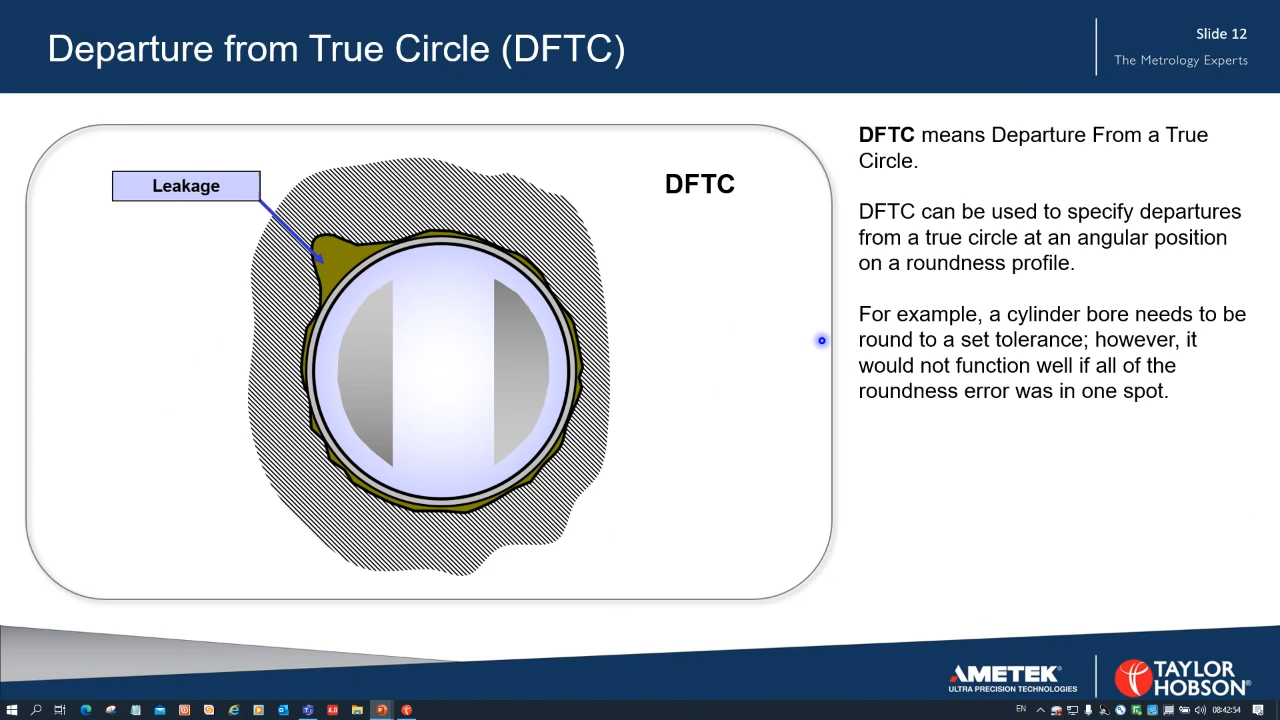 Departure from True Circle (DFTC)
Slide 12
The Metrology Experts
Leakage
DFTC
DFTC means Departure From a True
Circle.
DFTC can be used to specify departures
from a true circle at an angular position
on a roundness profile.
For example, a cylinder bore needs to be
round to a set tolerance; however, it
would not function well if all of the
roundness error was in one spot.
AMETEK®
ULTRA PRECISION TECHNOLOGIES
TAYLOR
HOBSON®
EN
08:42:54